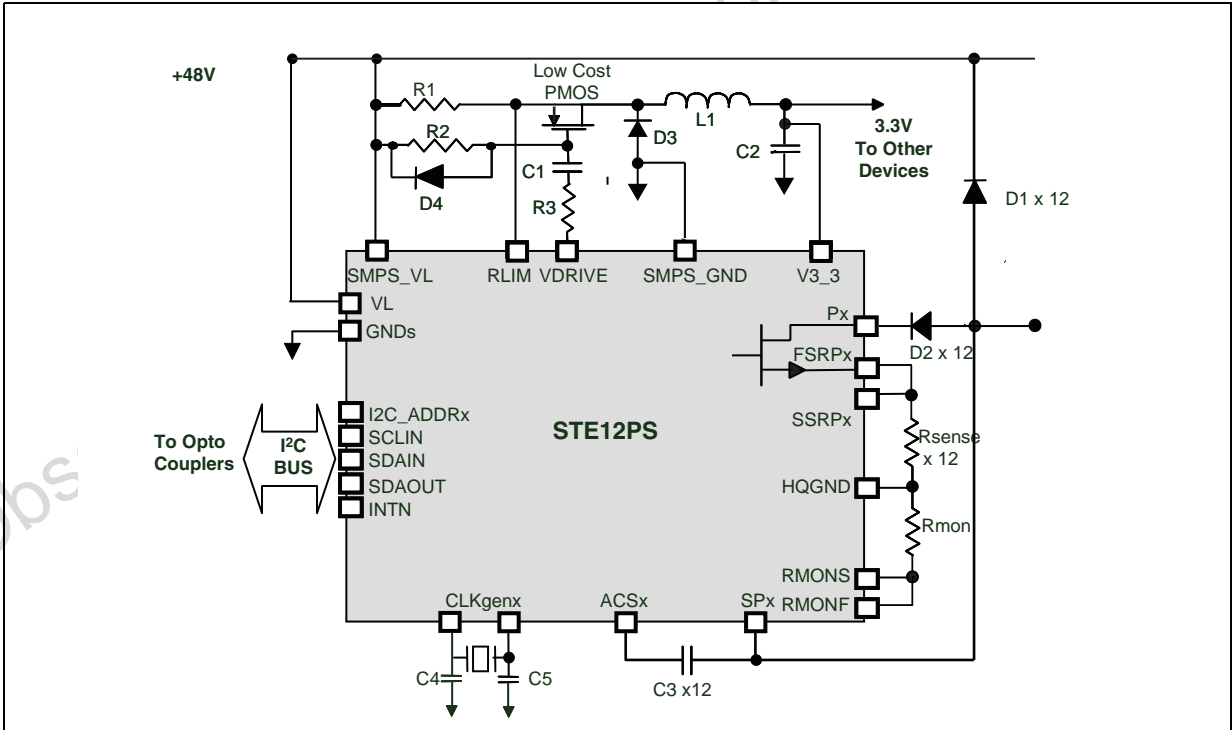 +48V
Low Cost
PMOS
R1
R2
D4
C1
R3
D3
L1
C2
3.3V
To Other
Devices
D1 x 12
SMPS_VL
RLIM
VDRIVE
SMPS_GND
V3_3
VL
GNDs
Px
D2 x 12
FSRPx
SSRPx
Rsense
x 12
I2C_ADDRx
SCLIN
SDAIN
SDAOUT
INTN
To Opto
Couplers
I²C
BUS
STE12PS
HQGND
Rmon
RMONS
RMONF
CLKgenx
ACSx
SPx
C4
C5
C3 x12